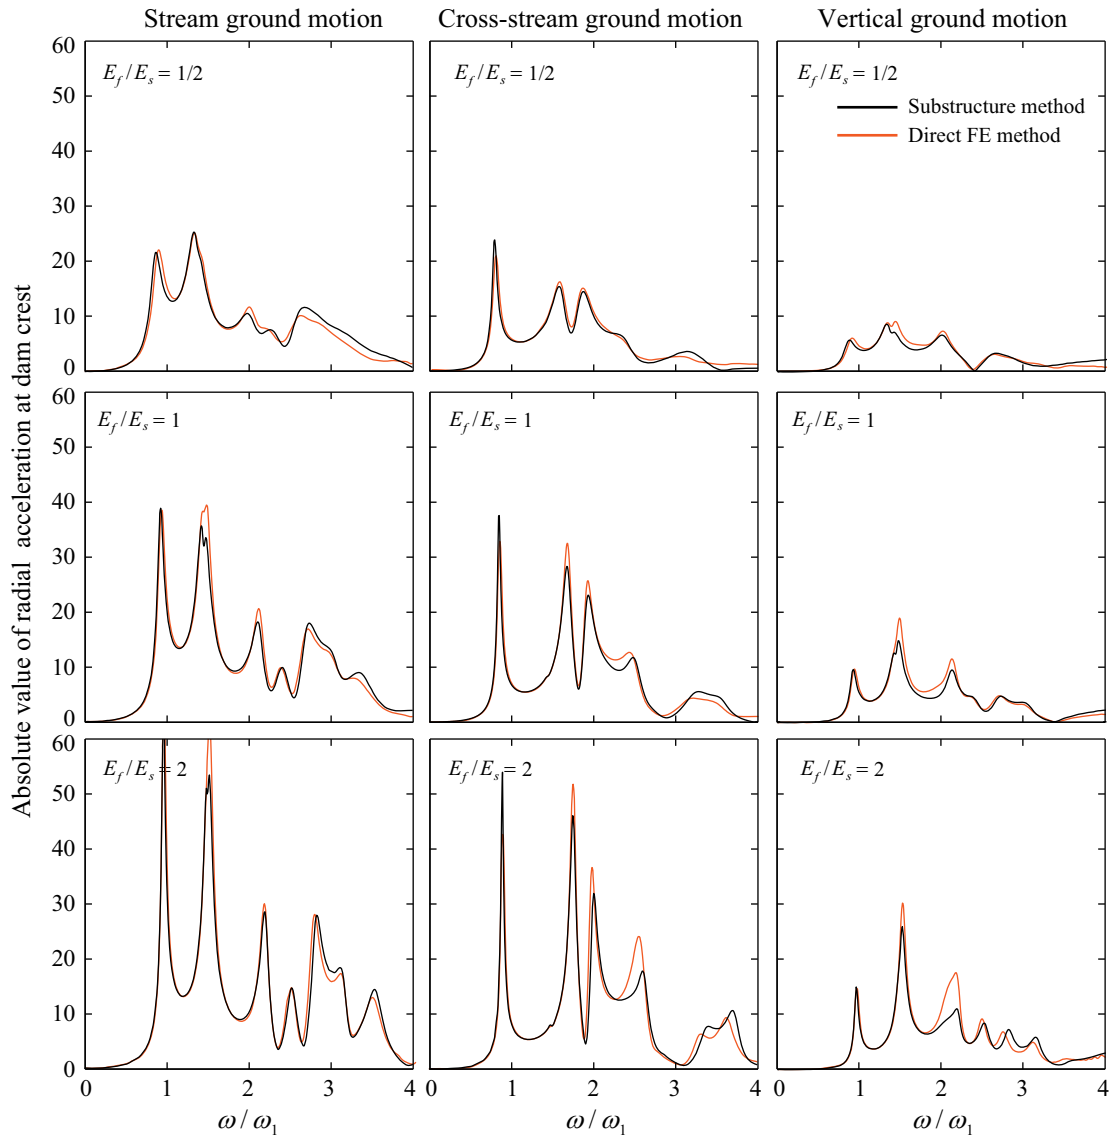 Stream ground motion Cross-stream ground motion Vertical ground motion
60 E_f/E_s = 1/2 E_f/E_s = 1/2 E_f/E_s = 1/2
50 Substructure method
Direct FE method
40
30
20
10
0
Absolute value of radial acceleration at dam crest
60 E_f/E_s = 1 E_f/E_s = 1 E_f/E_s = 1
50
40
30
20
10
0
60 E_f/E_s = 2 E_f/E_s = 2 E_f/E_s = 2
50
40
30
20
10
0
0 1 2 3 4 0 1 2 3 4 0 1 2 3 4
ω/ω₁ ω/ω₁ ω/ω₁